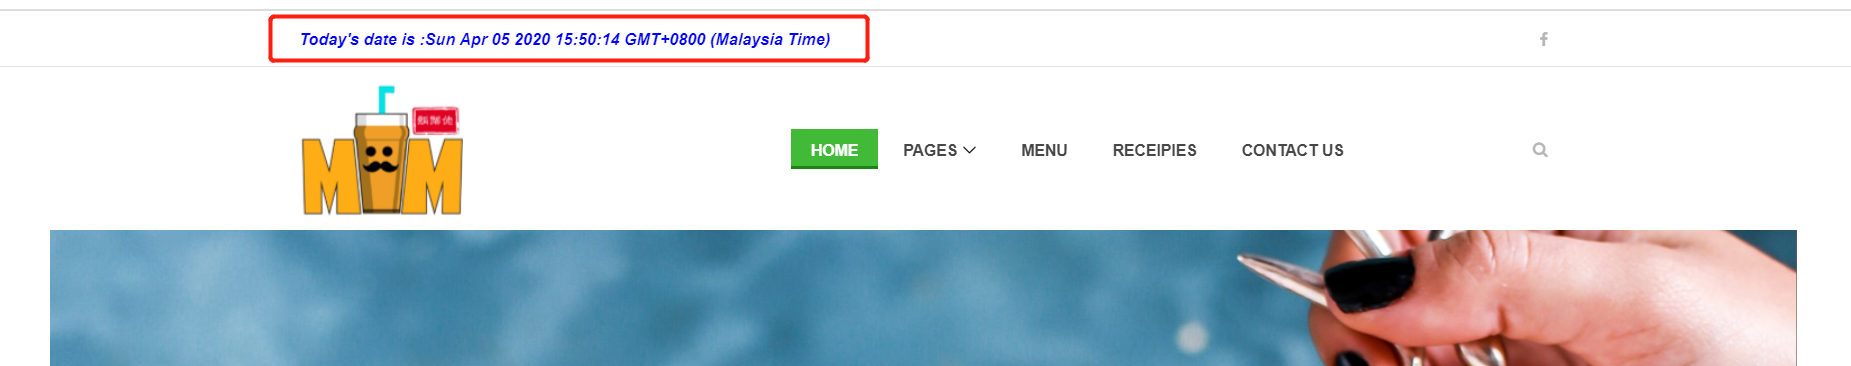 Today's date is :Sun Apr 05 2020 15:50:14 GMT+0800 (Malaysia Time)
M M
HOME PAGES MENU RECEIPIES CONTACT US